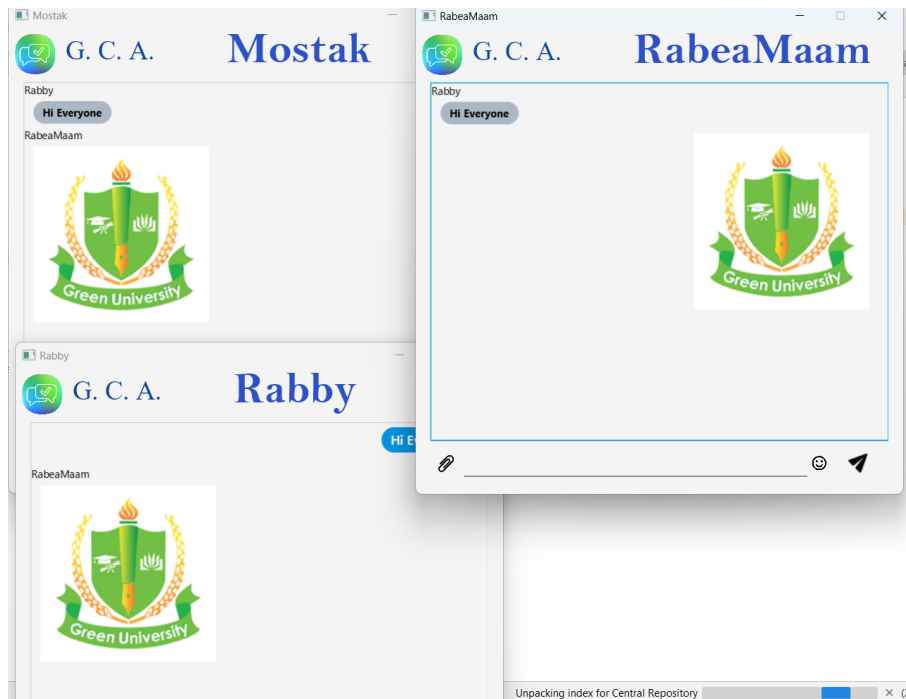 Mostak
G. C. A.
Mostak
Rabby
Hi Everyone
RabeaMaam
Green University
RabeaMaam
G. C. A.
RabeaMaam
Rabby
Hi Everyone
Green University
Rabby
G. C. A.
Rabby
Hi
RabeaMaam
Green University
Unpacking index for Central Repository